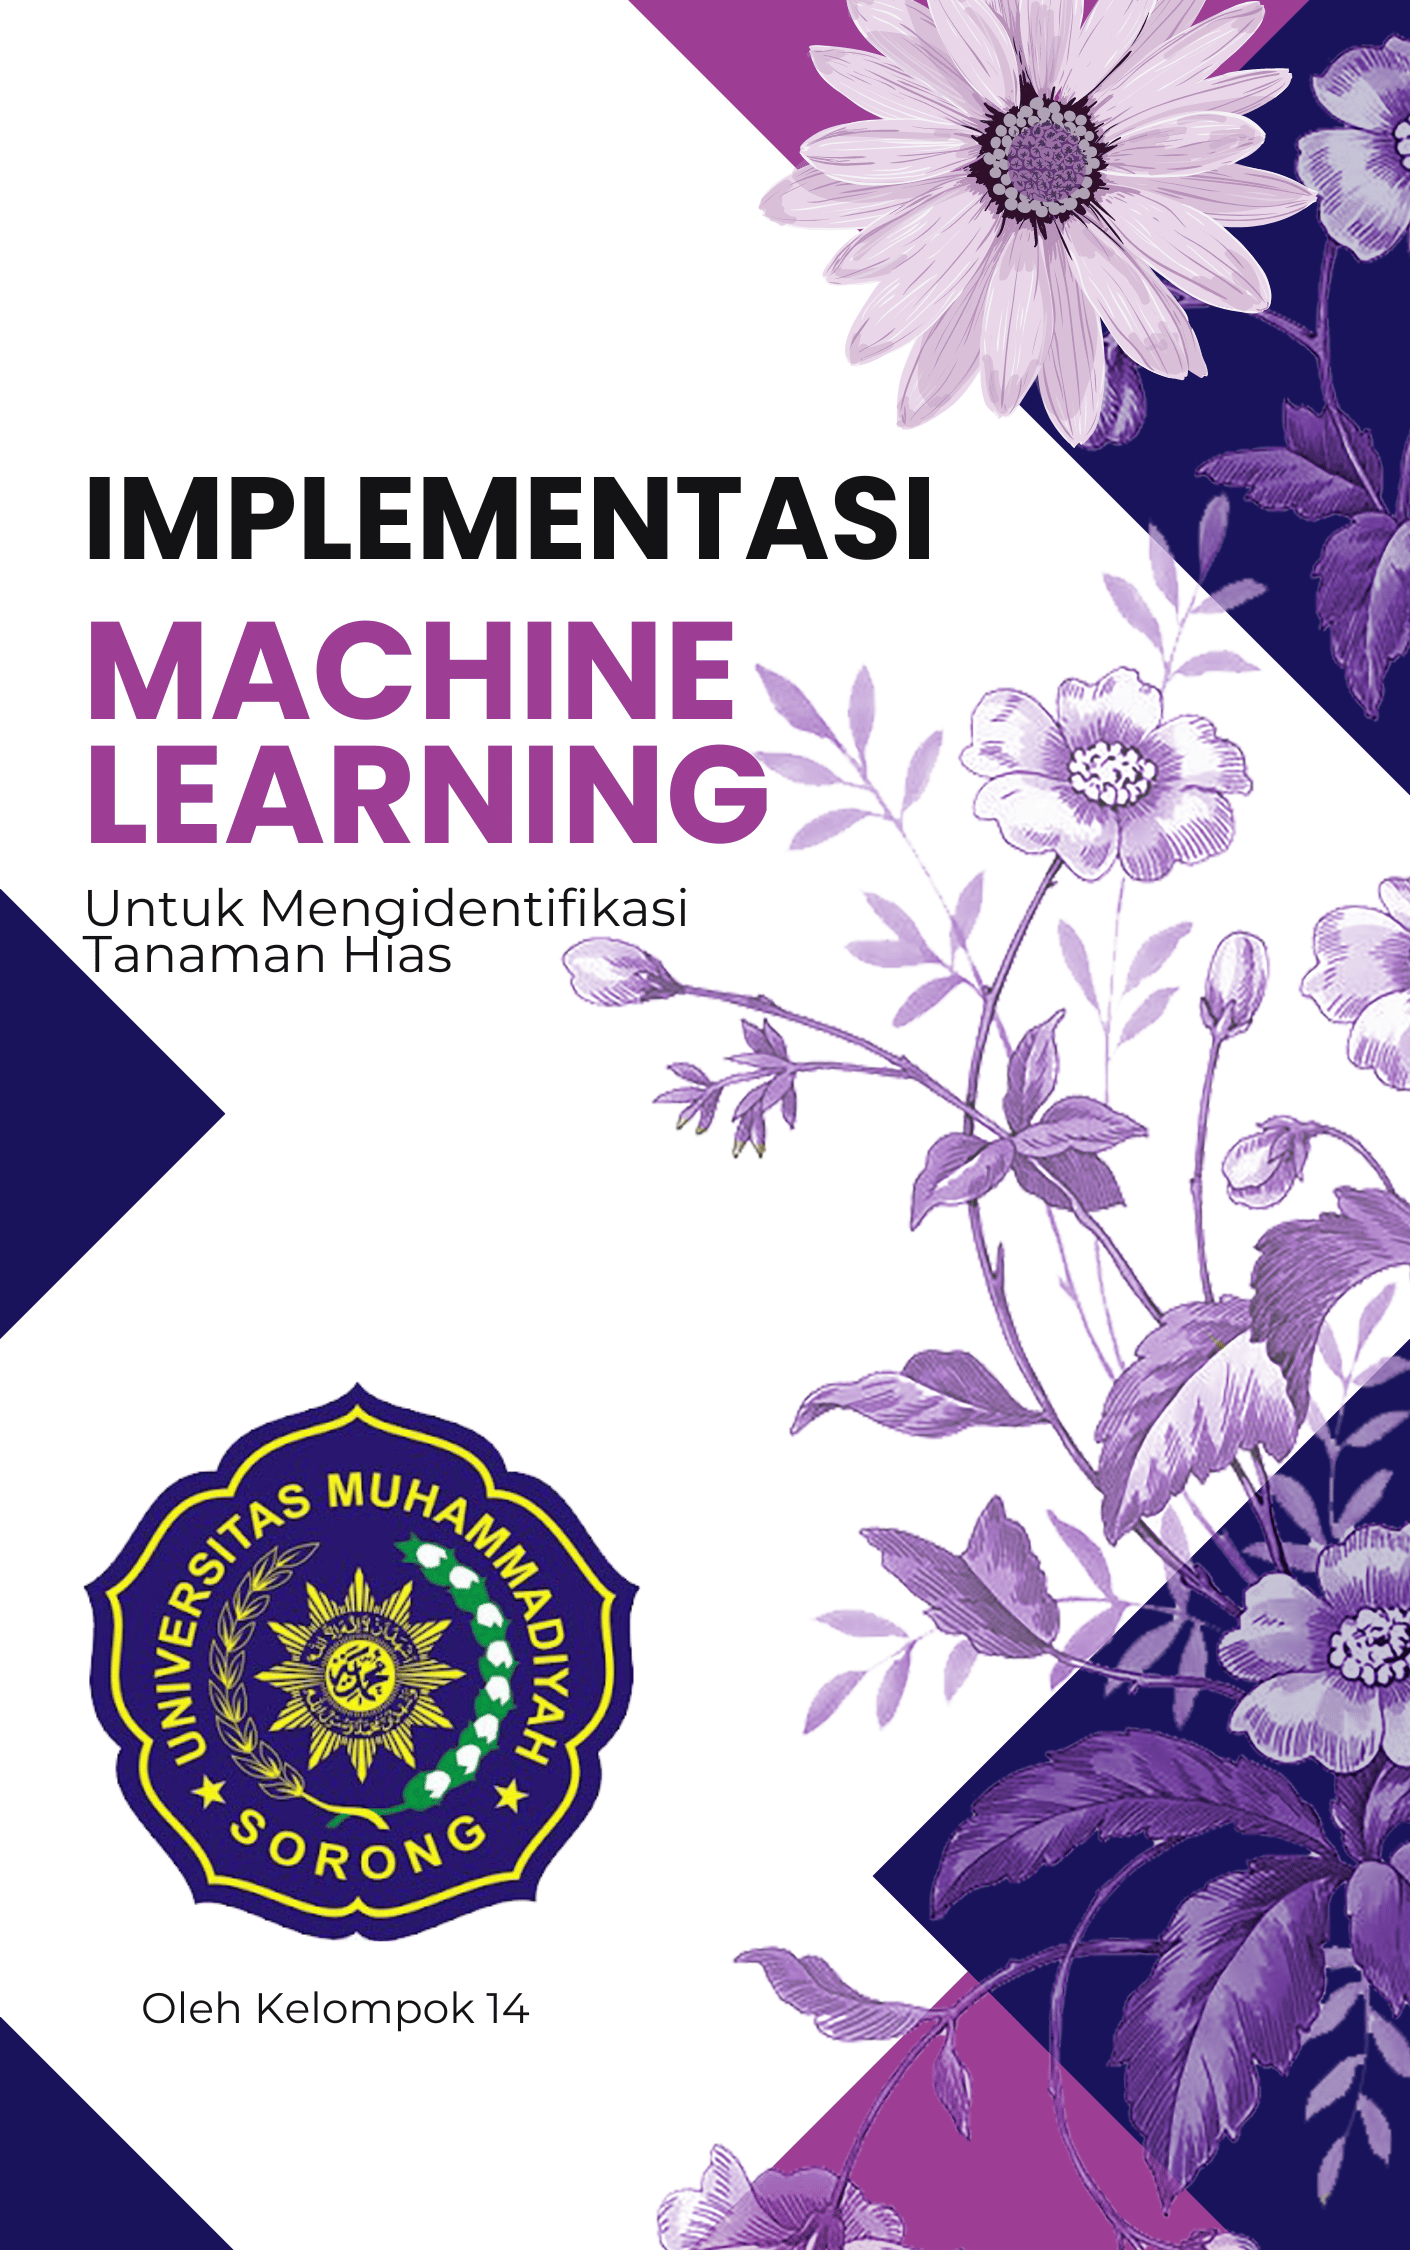 IMPLEMENTASI
MACHINE
LEARNING
Untuk Mengidentifikasi
Tanaman Hias
UNIVERSITAS MUHAMMADIYAH
SORONG
Oleh Kelompok 14